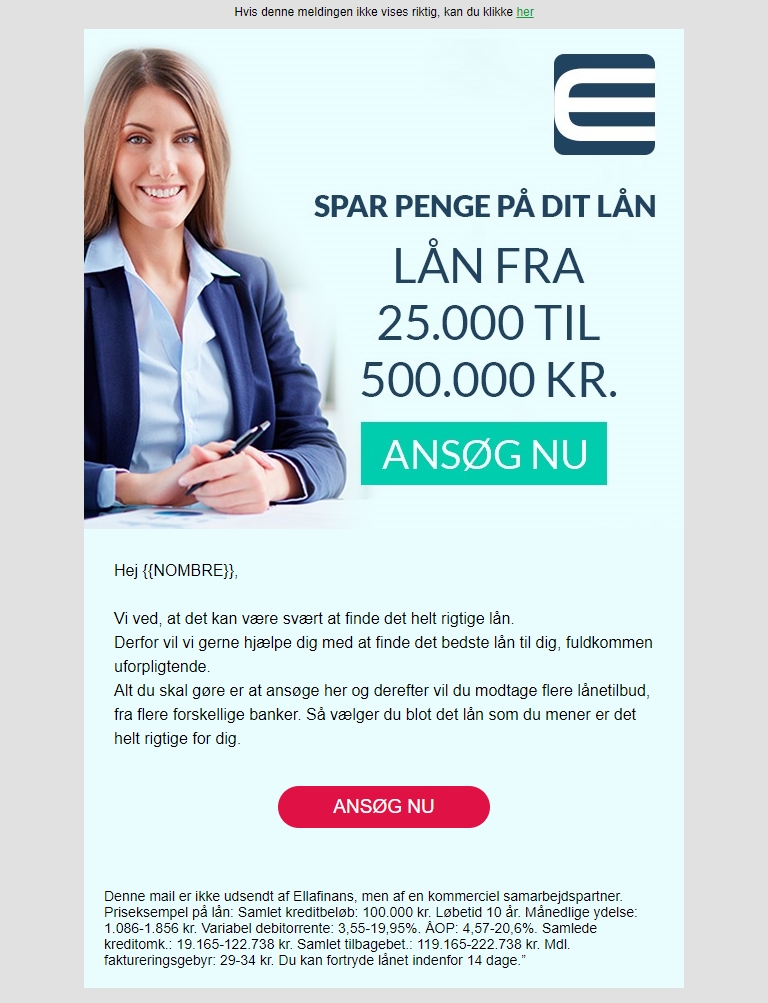 Hvis denne meldingen ikke vises riktig, kan du klikke her
SPAR PENGE PÅ DIT LÅN
LÅN FRA
25.000 TIL
500.000 KR.
ANSØG NU
Hej {{NOMBRE}},
Vi ved, at det kan være svært at finde det helt rigtige lån.
Derfor vil vi gerne hjælpe dig med at finde det bedste lån til dig, fuldkommen
uforpligtende.
Alt du skal gøre er at ansøge her og derefter vil du modtage flere lånetilbud,
fra flere forskellige banker. Så vælger du blot det lån som du mener er det
helt rigtige for dig.
ANSØG NU
Denne mail er ikke udsendt af Ellafinans, men af en kommerciel samarbejdspartner.
Priseksempel på lån: Samlet kreditbeløb: 100.000 kr. Løbetid 10 år. Månedlige ydelse:
1.086-1.856 kr. Variabel debitorrente: 3,55-19,95%. ÅOP: 4,57-20,6%. Samlede
kreditomk.: 19.165-122.738 kr. Samlet tilbagebet.: 119.165-222.738 kr. Mdl.
faktureringsgebyr: 29-34 kr. Du kan fortryde lånet indenfor 14 dage.”